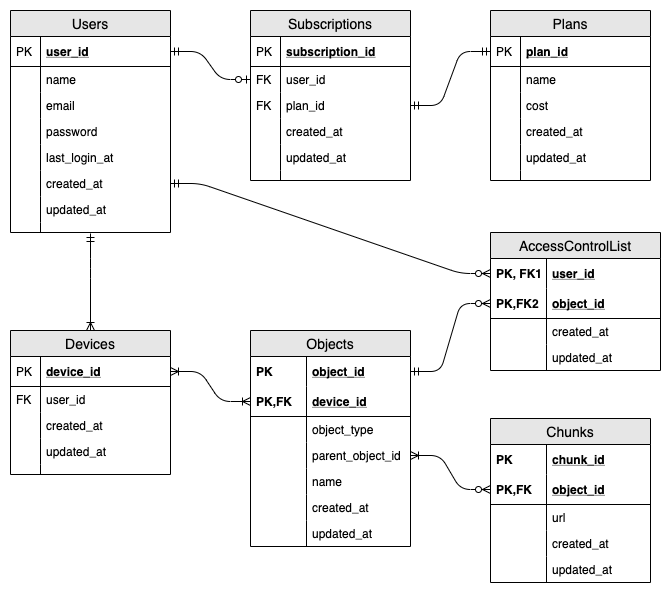 Users
PK user_id
name
email
password
last_login_at
created_at
updated_at
Subscriptions
PK subscription_id
FK user_id
FK plan_id
created_at
updated_at
Plans
PK plan_id
name
cost
created_at
updated_at
AccessControlList
PK, FK1 user_id
PK,FK2 object_id
created_at
updated_at
Devices
PK device_id
FK user_id
created_at
updated_at
Objects
PK object_id
PK,FK device_id
object_type
parent_object_id
name
created_at
updated_at
Chunks
PK chunk_id
PK,FK object_id
url
created_at
updated_at